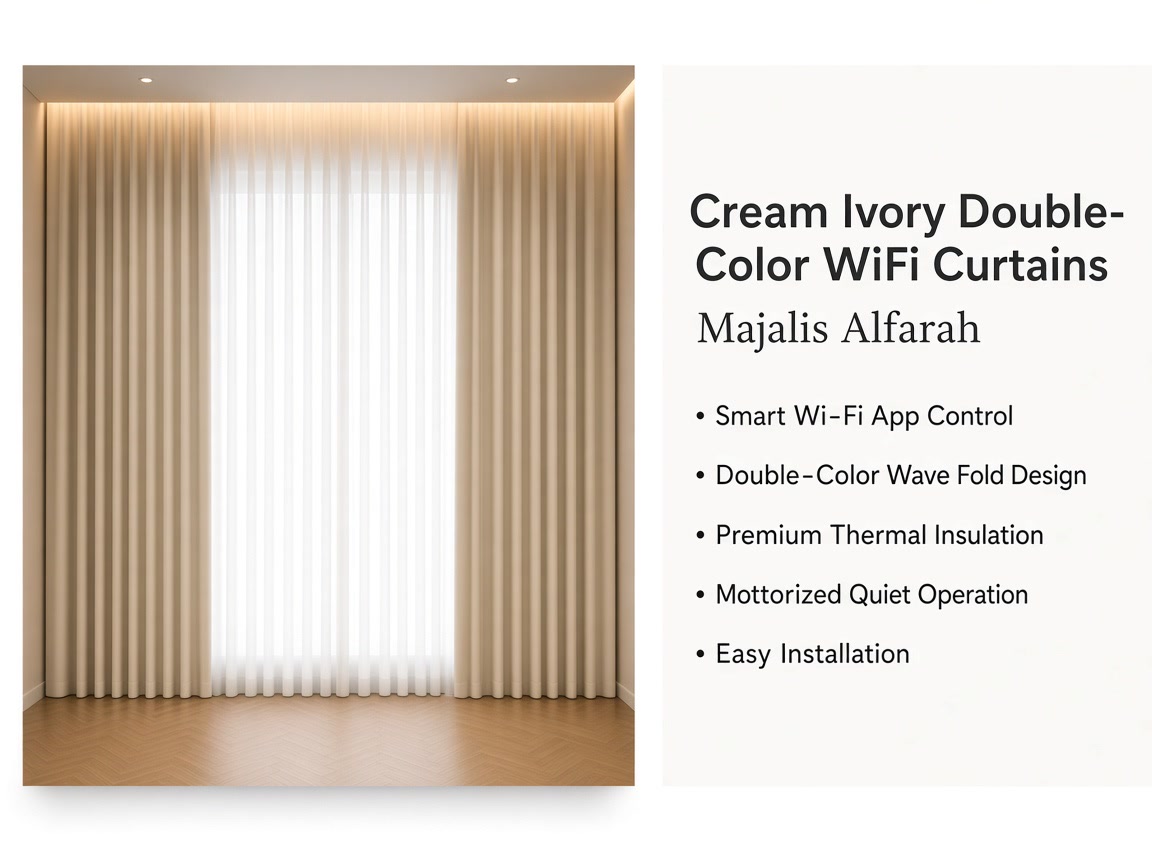 Cream Ivory Double-
Color WiFi Curtains
Majalis Alfarah
• Smart Wi-Fi App Control
• Double-Color Wave Fold Design
• Premium Thermal Insulation
• Mottorized Quiet Operation
• Easy Installation